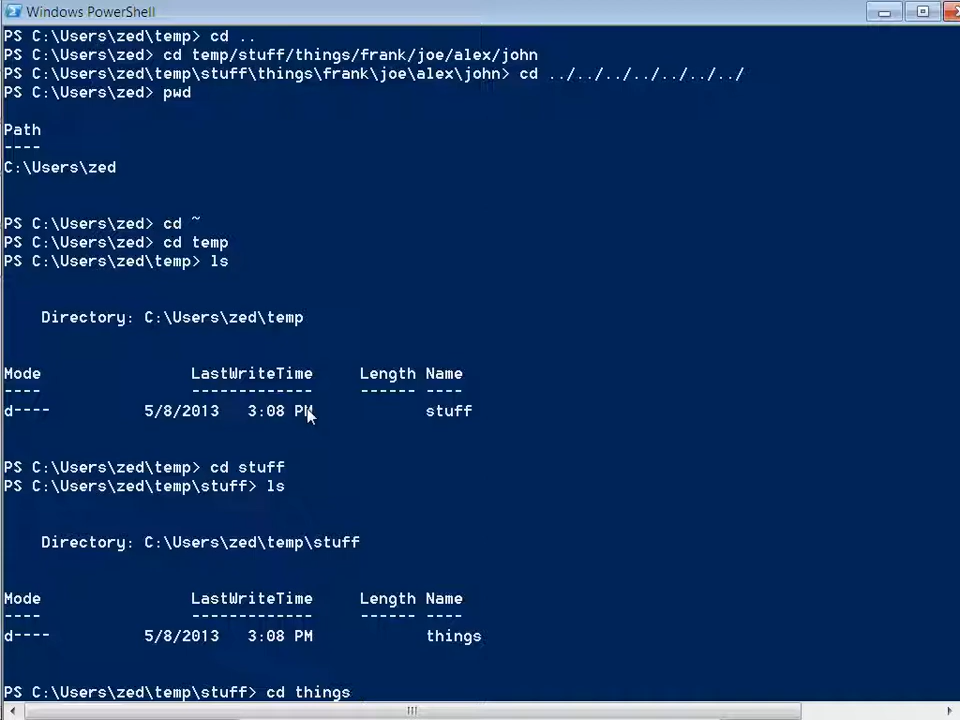 Windows PowerShell
PS C:\Users\zed\temp> cd ..
PS C:\Users\zed> cd temp/stuff/things/frank/joe/alex/john
PS C:\Users\zed\temp\stuff\things\frank\joe\alex\john> cd ../../../../../../../
PS C:\Users\zed> pwd
Path
----
C:\Users\zed
PS C:\Users\zed> cd ~
PS C:\Users\zed> cd temp
PS C:\Users\zed\temp> ls
Directory: C:\Users\zed\temp
Mode LastWriteTime Length Name
---- ------------- ------ ----
d---- 5/8/2013 3:08 PM stuff
PS C:\Users\zed\temp> cd stuff
PS C:\Users\zed\temp\stuff> ls
Directory: C:\Users\zed\temp\stuff
Mode LastWriteTime Length Name
---- ------------- ------ ----
d---- 5/8/2013 3:08 PM things
PS C:\Users\zed\temp\stuff> cd things